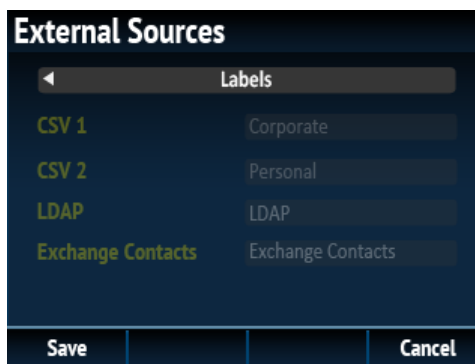 External Sources
Labels
CSV 1 Corporate
CSV 2 Personal
LDAP LDAP
Exchange Contacts Exchange Contacts
Save Cancel